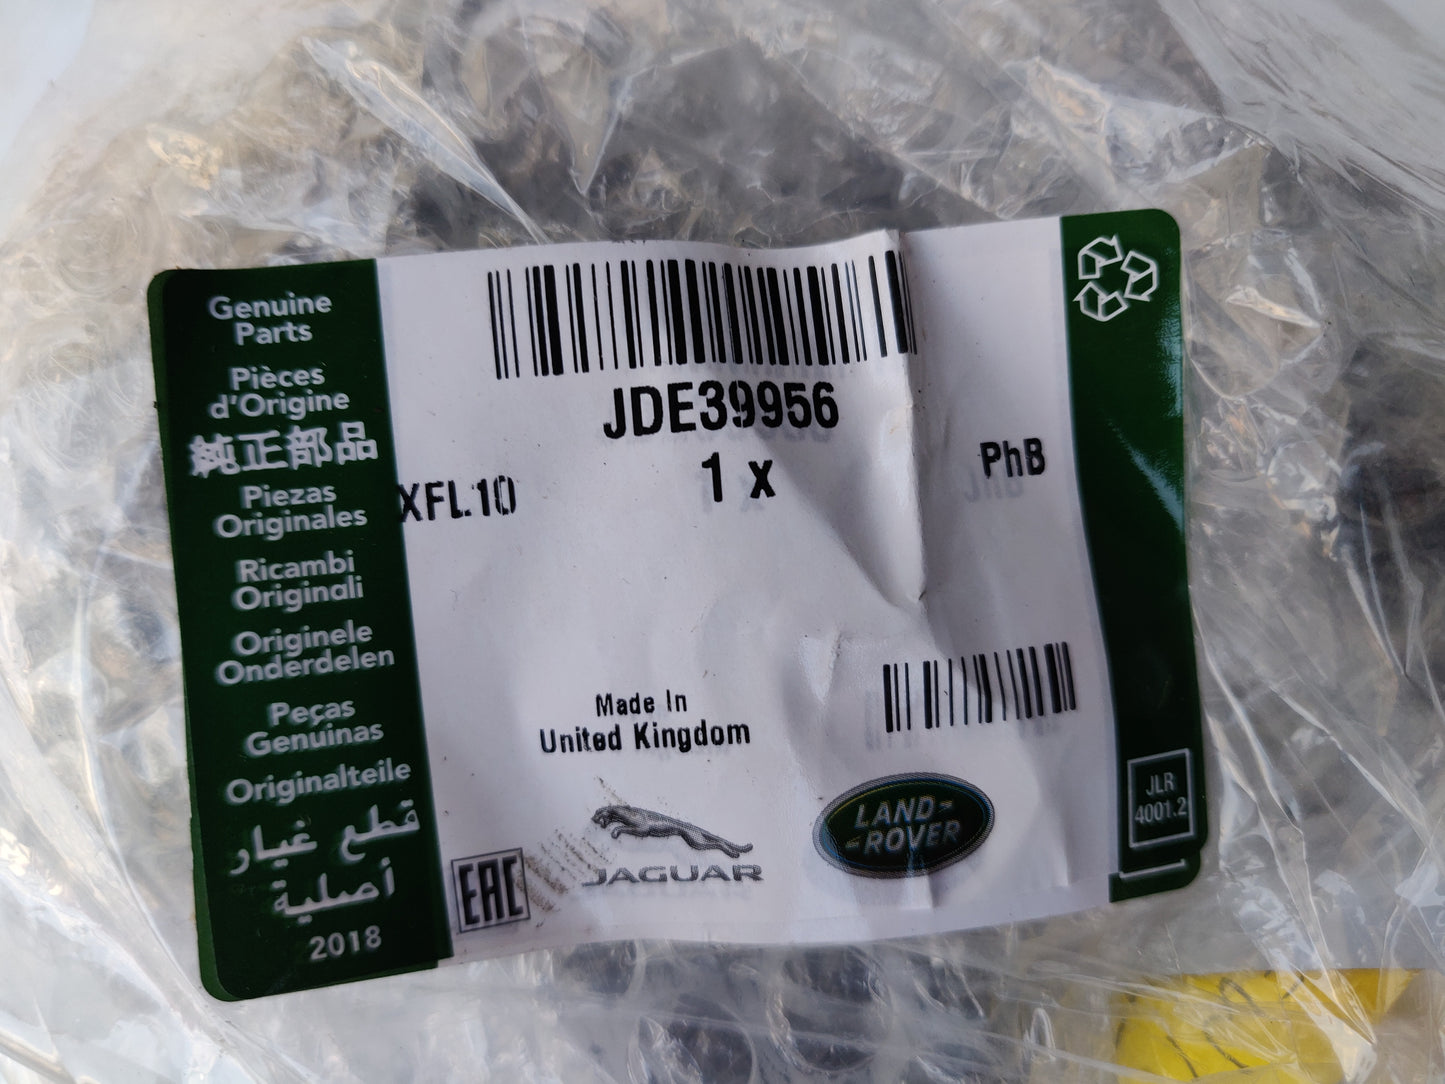 Genuine
Parts
Pièces
d'Origine
純正部品
Piezas
Originales
Ricambi
Originali
Originele
Onderdelen
Peças
Genuinas
Originalteile
قطع غيار
أصلية
2018
JDE39956
1 x
XFL10
PhB
Made In
United Kingdom
EAC
JAGUAR
LAND-
-ROVER
JLR
4001.2